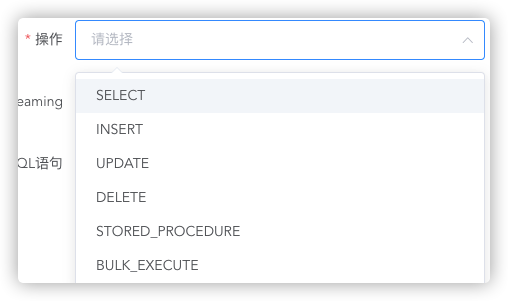 * 操作
请选择
SELECT
eaming
INSERT
UPDATE
QL语句
DELETE
STORED_PROCEDURE
BULK_EXECUTE